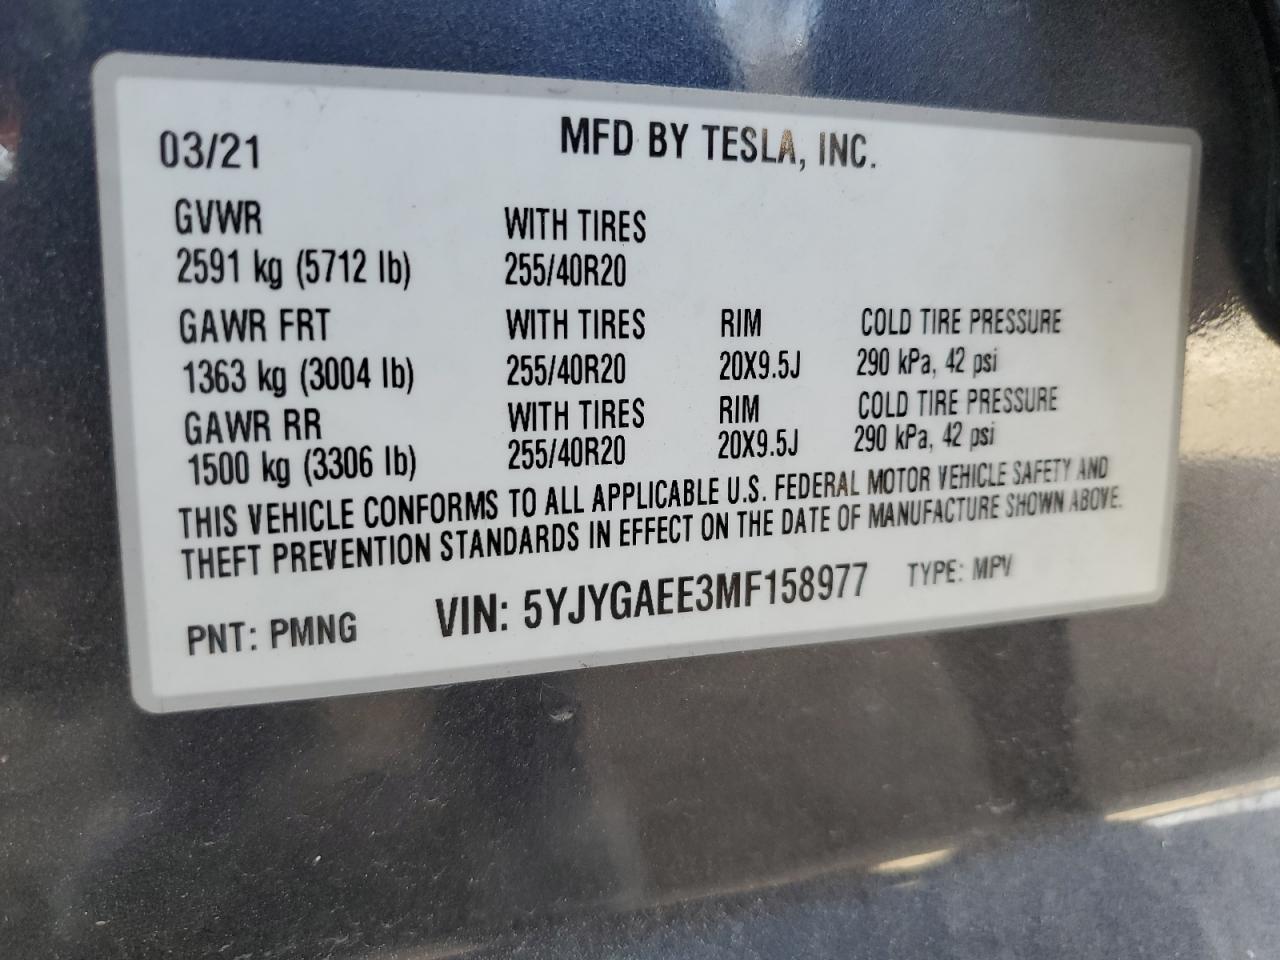 03/21 MFD BY TESLA, INC.
GVWR WITH TIRES
2591 kg (5712 lb) 255/40R20
GAWR FRT WITH TIRES RIM COLD TIRE PRESSURE
1363 kg (3004 lb) 255/40R20 20X9.5J 290 kPa, 42 psi
GAWR RR WITH TIRES RIM COLD TIRE PRESSURE
1500 kg (3306 lb) 255/40R20 20X9.5J 290 kPa, 42 psi
THIS VEHICLE CONFORMS TO ALL APPLICABLE U.S. FEDERAL MOTOR VEHICLE SAFETY AND
THEFT PREVENTION STANDARDS IN EFFECT ON THE DATE OF MANUFACTURE SHOWN ABOVE.
PNT: PMNG VIN: 5YJYGAEE3MF158977 TYPE: MPV